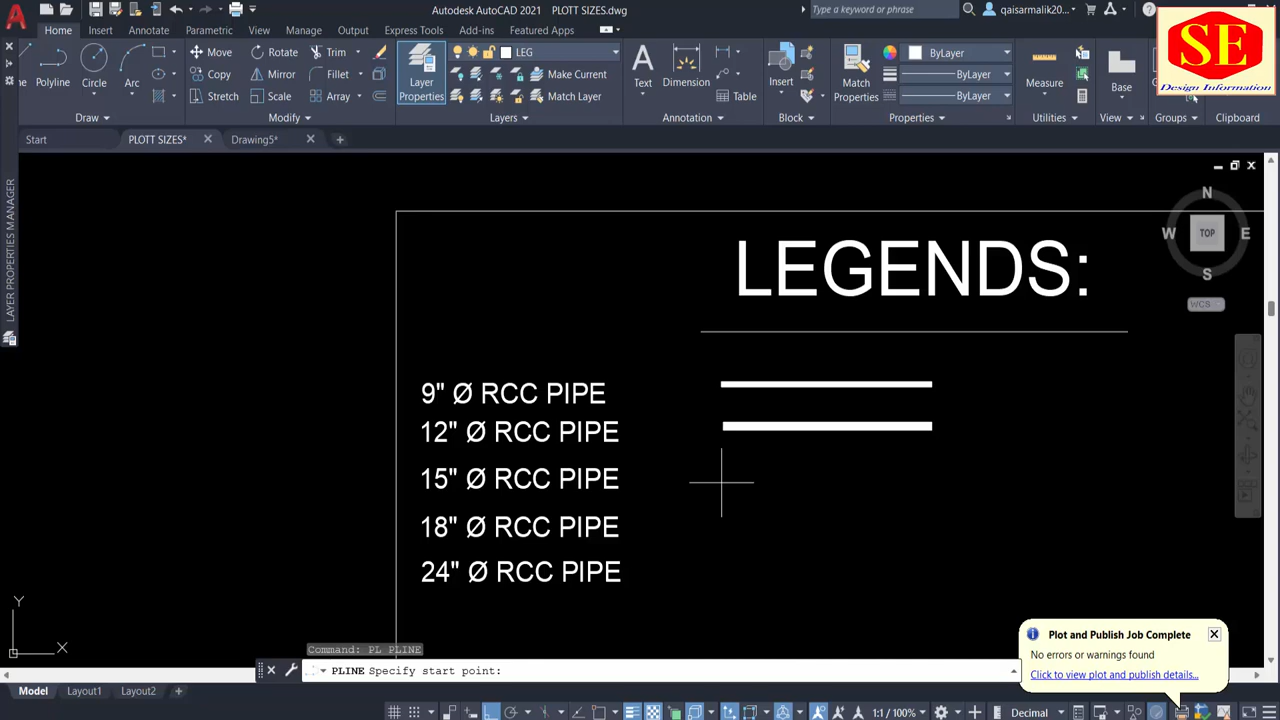 Autodesk AutoCAD 2021 PLOTT SIZES.dwg
Type a keyword or phrase
qaisarmalik20...
SE
Design Information
Home Insert Annotate Parametric View Manage Output Express Tools Add-ins Featured Apps
Polyline Circle Arc
Move Rotate Trim
Copy Mirror Fillet
Stretch Scale Array
Layer Properties
LEG
Make Current
Match Layer
Text Dimension Table
Insert
Match Properties
ByLayer
ByLayer
ByLayer
Measure
Base
Draw Modify Layers Annotation Block Properties Utilities View Groups Clipboard
Start PLOTT SIZES* Drawing5*
LAYER PROPERTIES MANAGER
N
W TOP E
S
WCS
LEGENDS:
9" Ø RCC PIPE
12" Ø RCC PIPE
15" Ø RCC PIPE
18" Ø RCC PIPE
24" Ø RCC PIPE
Y
X
Command: PL PLINE
PLINE Specify start point:
Plot and Publish Job Complete
No errors or warnings found
Click to view plot and publish details...
Model Layout1 Layout2
1:1 / 100% Decimal